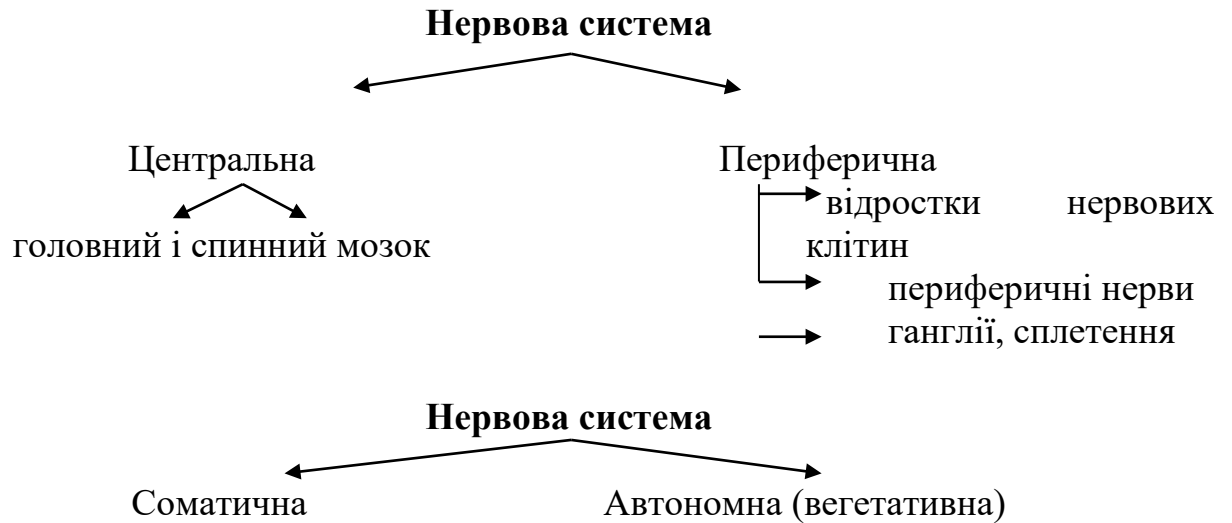 Нервова система
Центральна Периферична
відростки нервових
головний і спинний мозок клітин
периферичні нерви
ганглії, сплетення
Нервова система
Соматична Автономна (вегетативна)